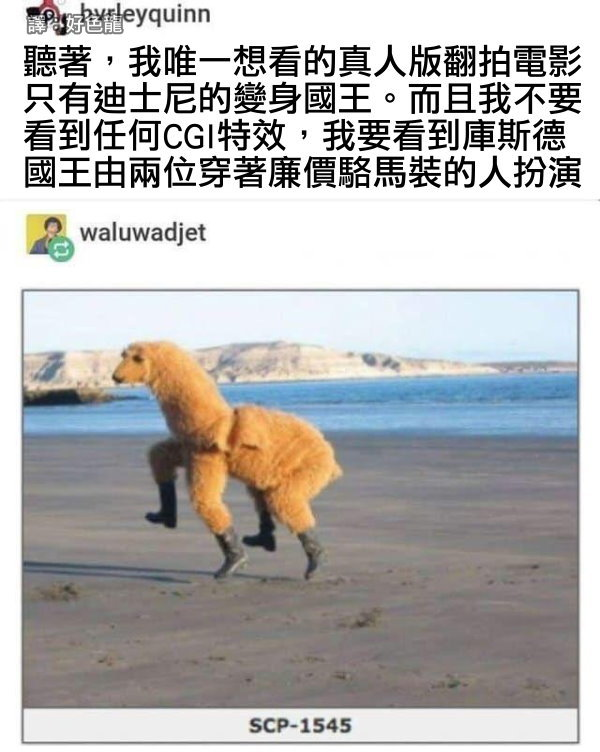 hvrleyquinn
譯。好色龍
聽著，我唯一想看的真人版翻拍電影
只有迪士尼的變身國王。而且我不要
看到任何CGI特效，我要看到庫斯德
國王由兩位穿著廉價駱馬裝的人扮演
waluwadjet
SCP-1545